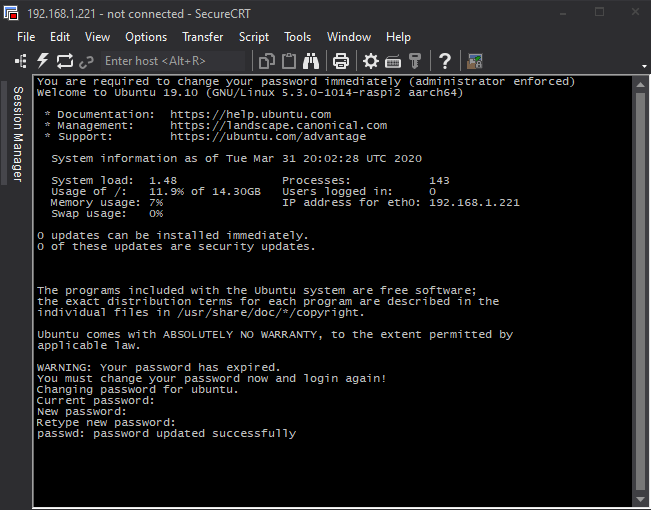 192.168.1.221 - not connected - SecureCRT
File Edit View Options Transfer Script Tools Window Help
Enter host <Alt+R>
Session Manager
You are required to change your password immediately (administrator enforced)
Welcome to Ubuntu 19.10 (GNU/Linux 5.3.0-1014-raspi2 aarch64)
* Documentation: https://help.ubuntu.com
* Management: https://landscape.canonical.com
* Support: https://ubuntu.com/advantage
System information as of Tue Mar 31 20:02:28 UTC 2020
System load: 1.48 Processes: 143
Usage of /: 11.9% of 14.30GB Users logged in: 0
Memory usage: 7% IP address for eth0: 192.168.1.221
Swap usage: 0%
0 updates can be installed immediately.
0 of these updates are security updates.
The programs included with the Ubuntu system are free software;
the exact distribution terms for each program are described in the
individual files in /usr/share/doc/*/copyright.
Ubuntu comes with ABSOLUTELY NO WARRANTY, to the extent permitted by
applicable law.
WARNING: Your password has expired.
You must change your password now and login again!
Changing password for ubuntu.
Current password:
New password:
Retype new password:
passwd: password updated successfully